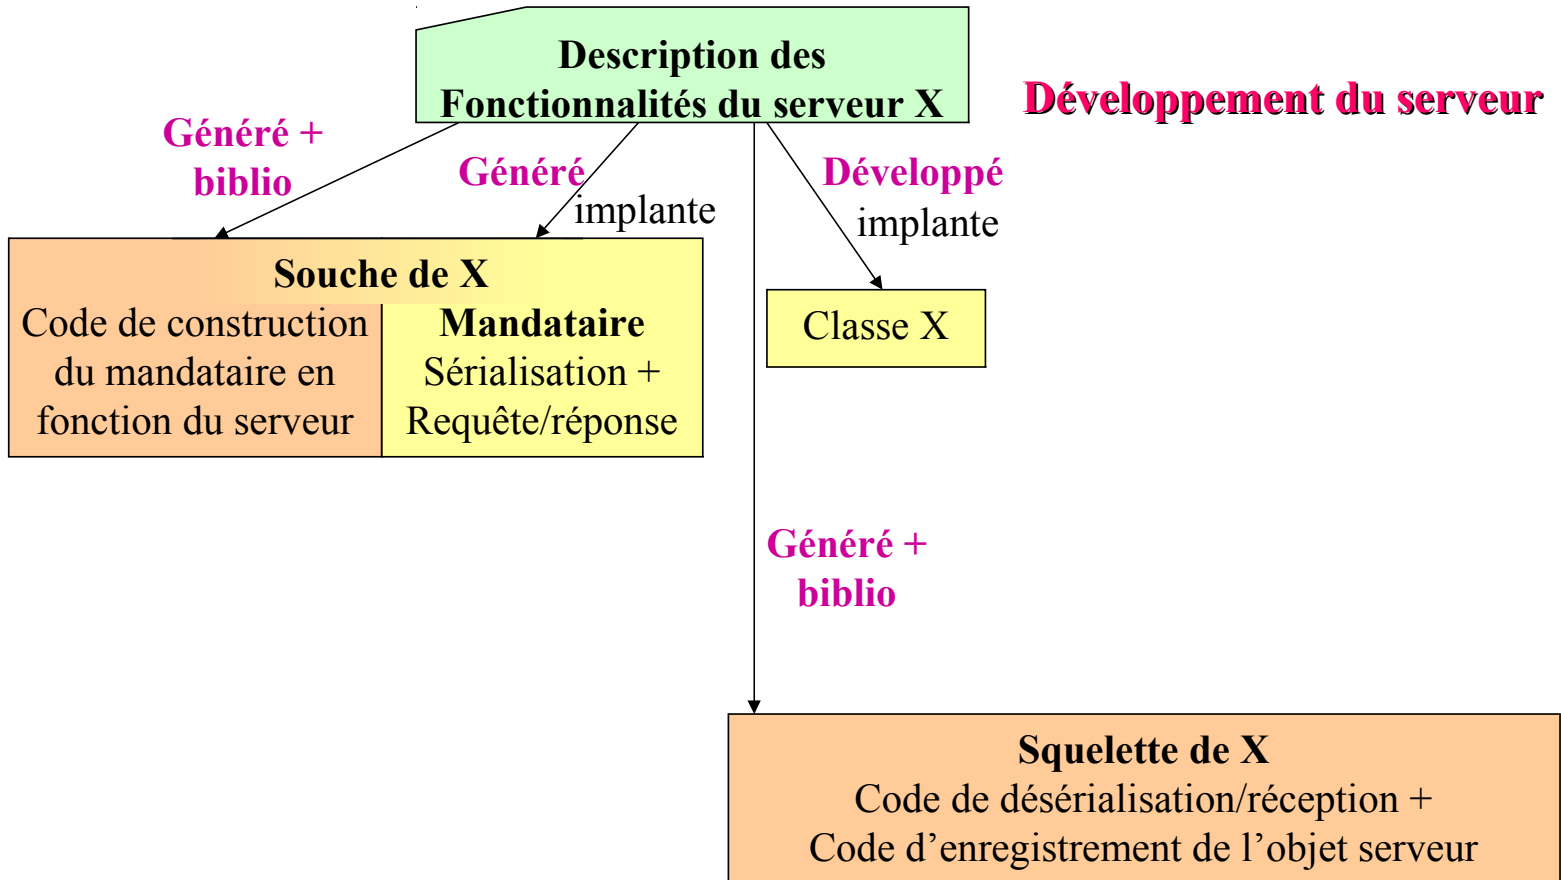 Description des
Fonctionnalités du serveur X
Développement du serveur
Généré +
biblio
Généré
implante
Développé
implante
Souche de X
Code de construction
du mandataire en
fonction du serveur
Mandataire
Sérialisation +
Requête/réponse
Classe X
Généré +
biblio
Squelette de X
Code de désérialisation/réception +
Code d’enregistrement de l’objet serveur